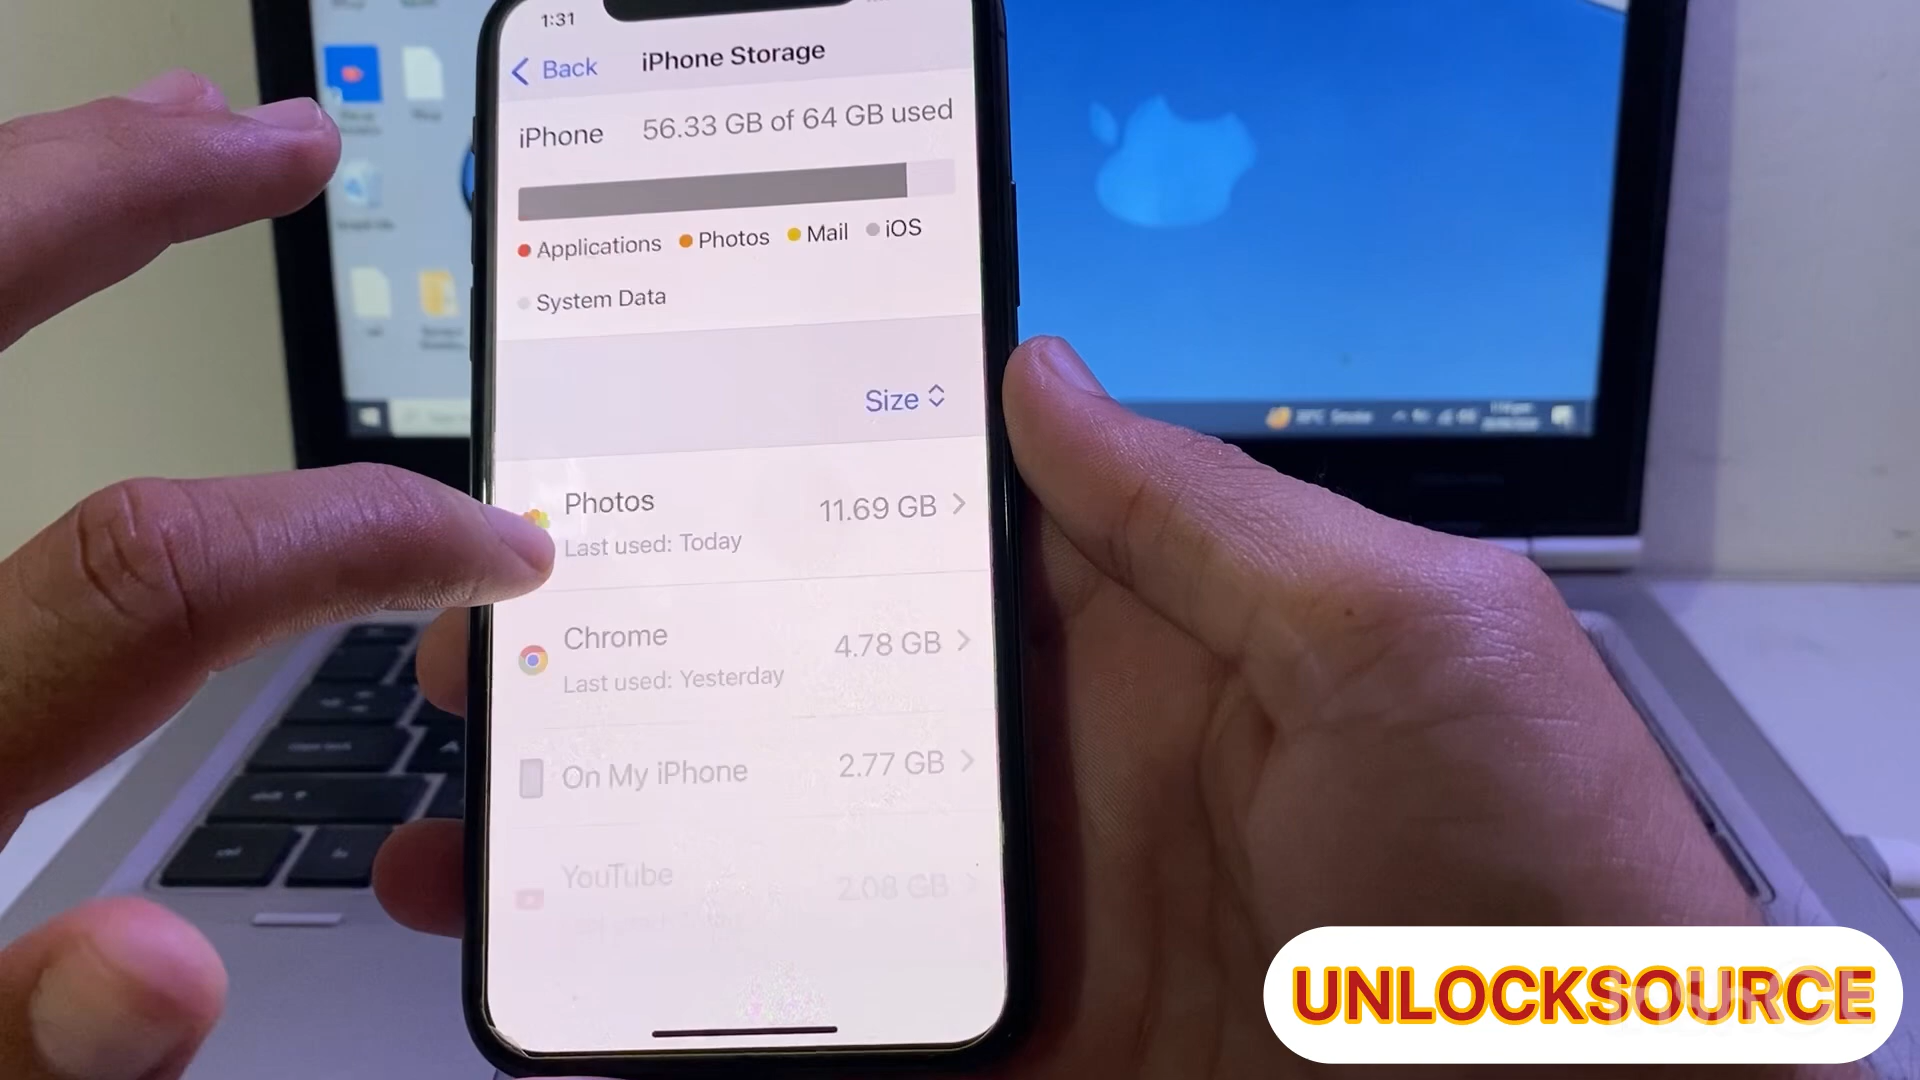 1:31
Back
iPhone Storage
iPhone
56.33 GB of 64 GB used
Applications
Photos
Mail
iOS
System Data
Size
Photos
11.69 GB
Last used: Today
Chrome
4.78 GB
Last used: Yesterday
On My iPhone
2.77 GB
YouTube
2.08 GB
UNLOCKSOURCE